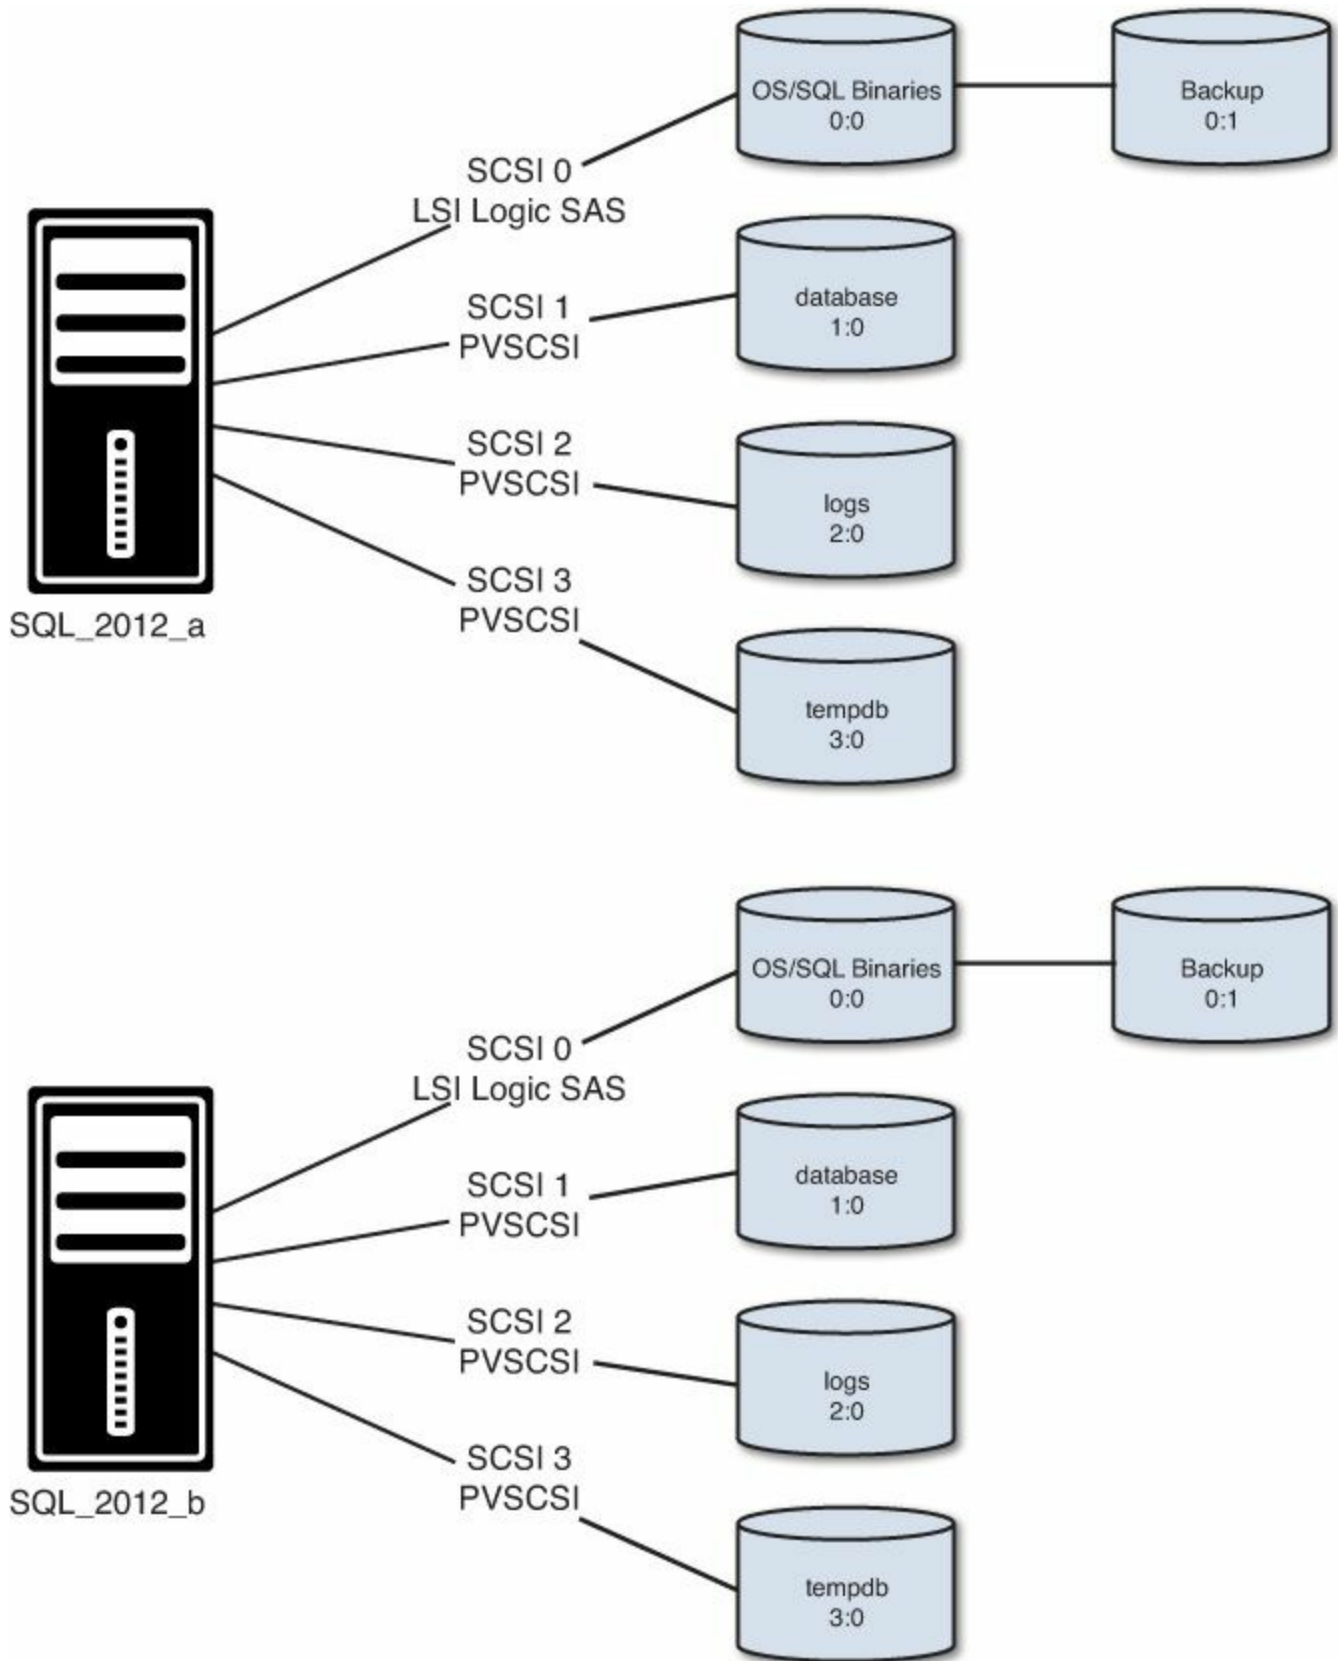 OS/SQL Binaries
0:0
Backup
0:1
SCSI 0
LSI Logic SAS
database
1:0
SCSI 1
PVSCSI
SCSI 2
PVSCSI
logs
2:0
SCSI 3
PVSCSI
SQL_2012_a
tempdb
3:0
OS/SQL Binaries
0:0
Backup
0:1
SCSI 0
LSI Logic SAS
database
1:0
SCSI 1
PVSCSI
SCSI 2
PVSCSI
logs
2:0
SCSI 3
PVSCSI
SQL_2012_b
tempdb
3:0